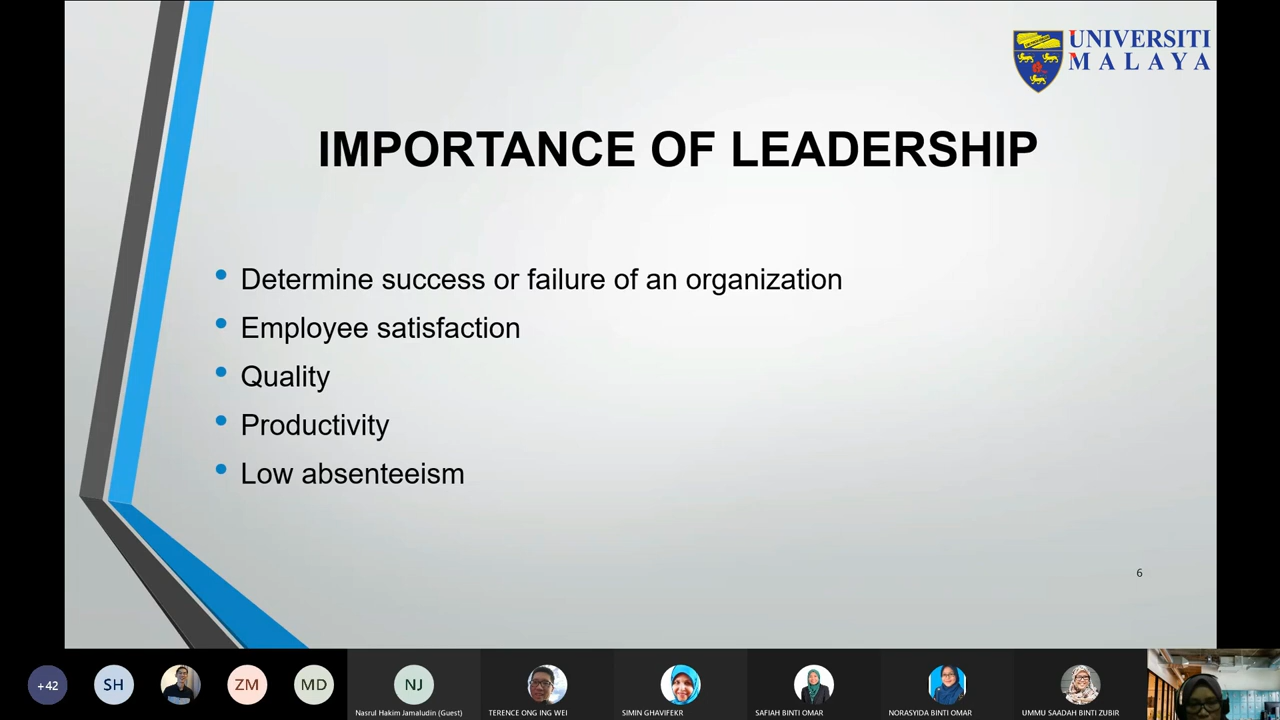 UNIVERSITI
MALAYA
IMPORTANCE OF LEADERSHIP
• Determine success or failure of an organization
• Employee satisfaction
• Quality
• Productivity
• Low absenteeism
6
+42
SH
ZM
MD
NJ
Nasrul Hakim Jamaludin (Guest)
TERENCE ONG ING WEI
SIMIN GHAVIFEKR
SAFIAH BINTI OMAR
NORASYIDA BINTI OMAR
UMMU SAADAH BINTI ZUBIR